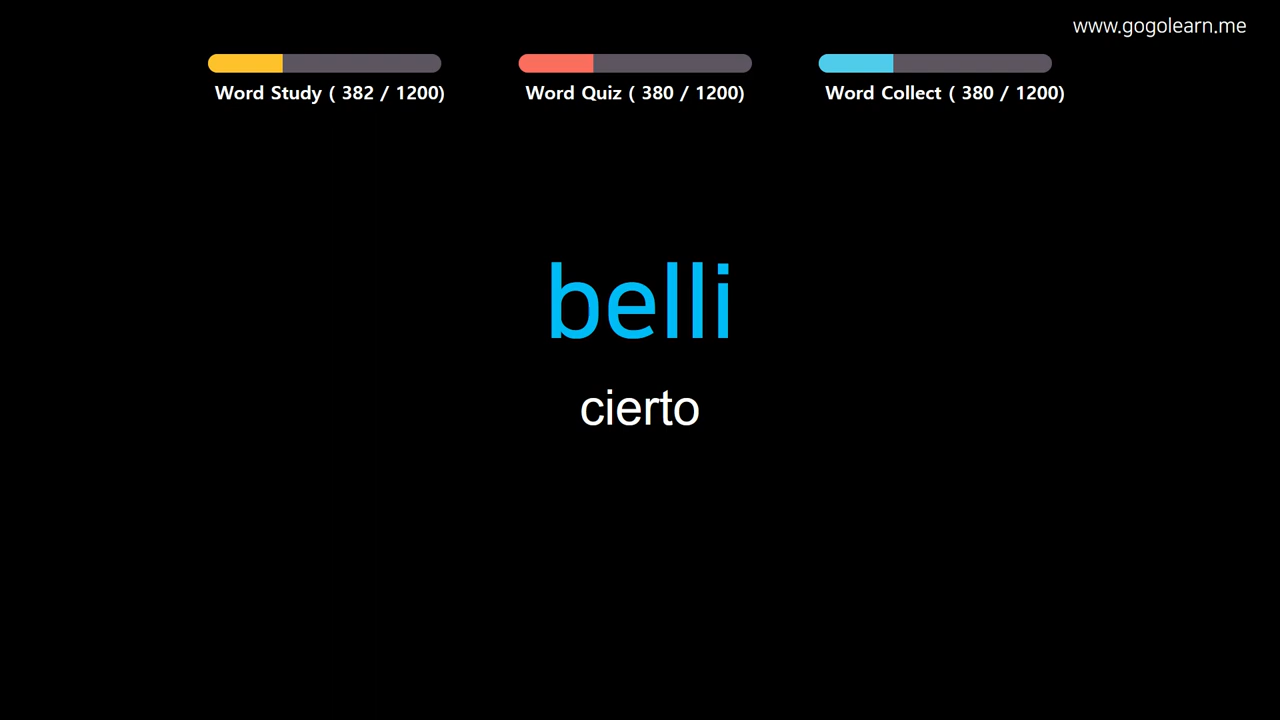 www.gogolearn.me
Word Study ( 382 / 1200)
Word Quiz ( 380 / 1200)
Word Collect ( 380 / 1200)
belli
cierto